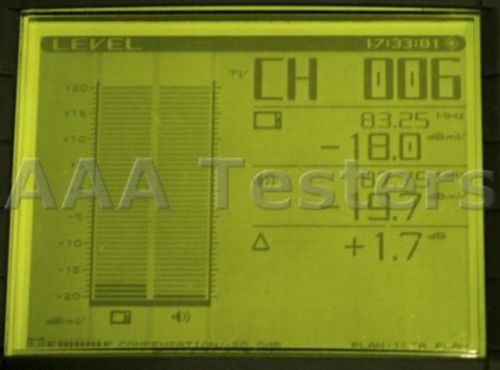 LEVEL 17:33:01
TV CH 006
+20
+15
83.25 MHz
+10
-18.0 dBmV
+5
AAA Testers
-19.7
-5
-10
+1.7 dB
-15
-20
dBmV
COMPENSATION:
PLAN: